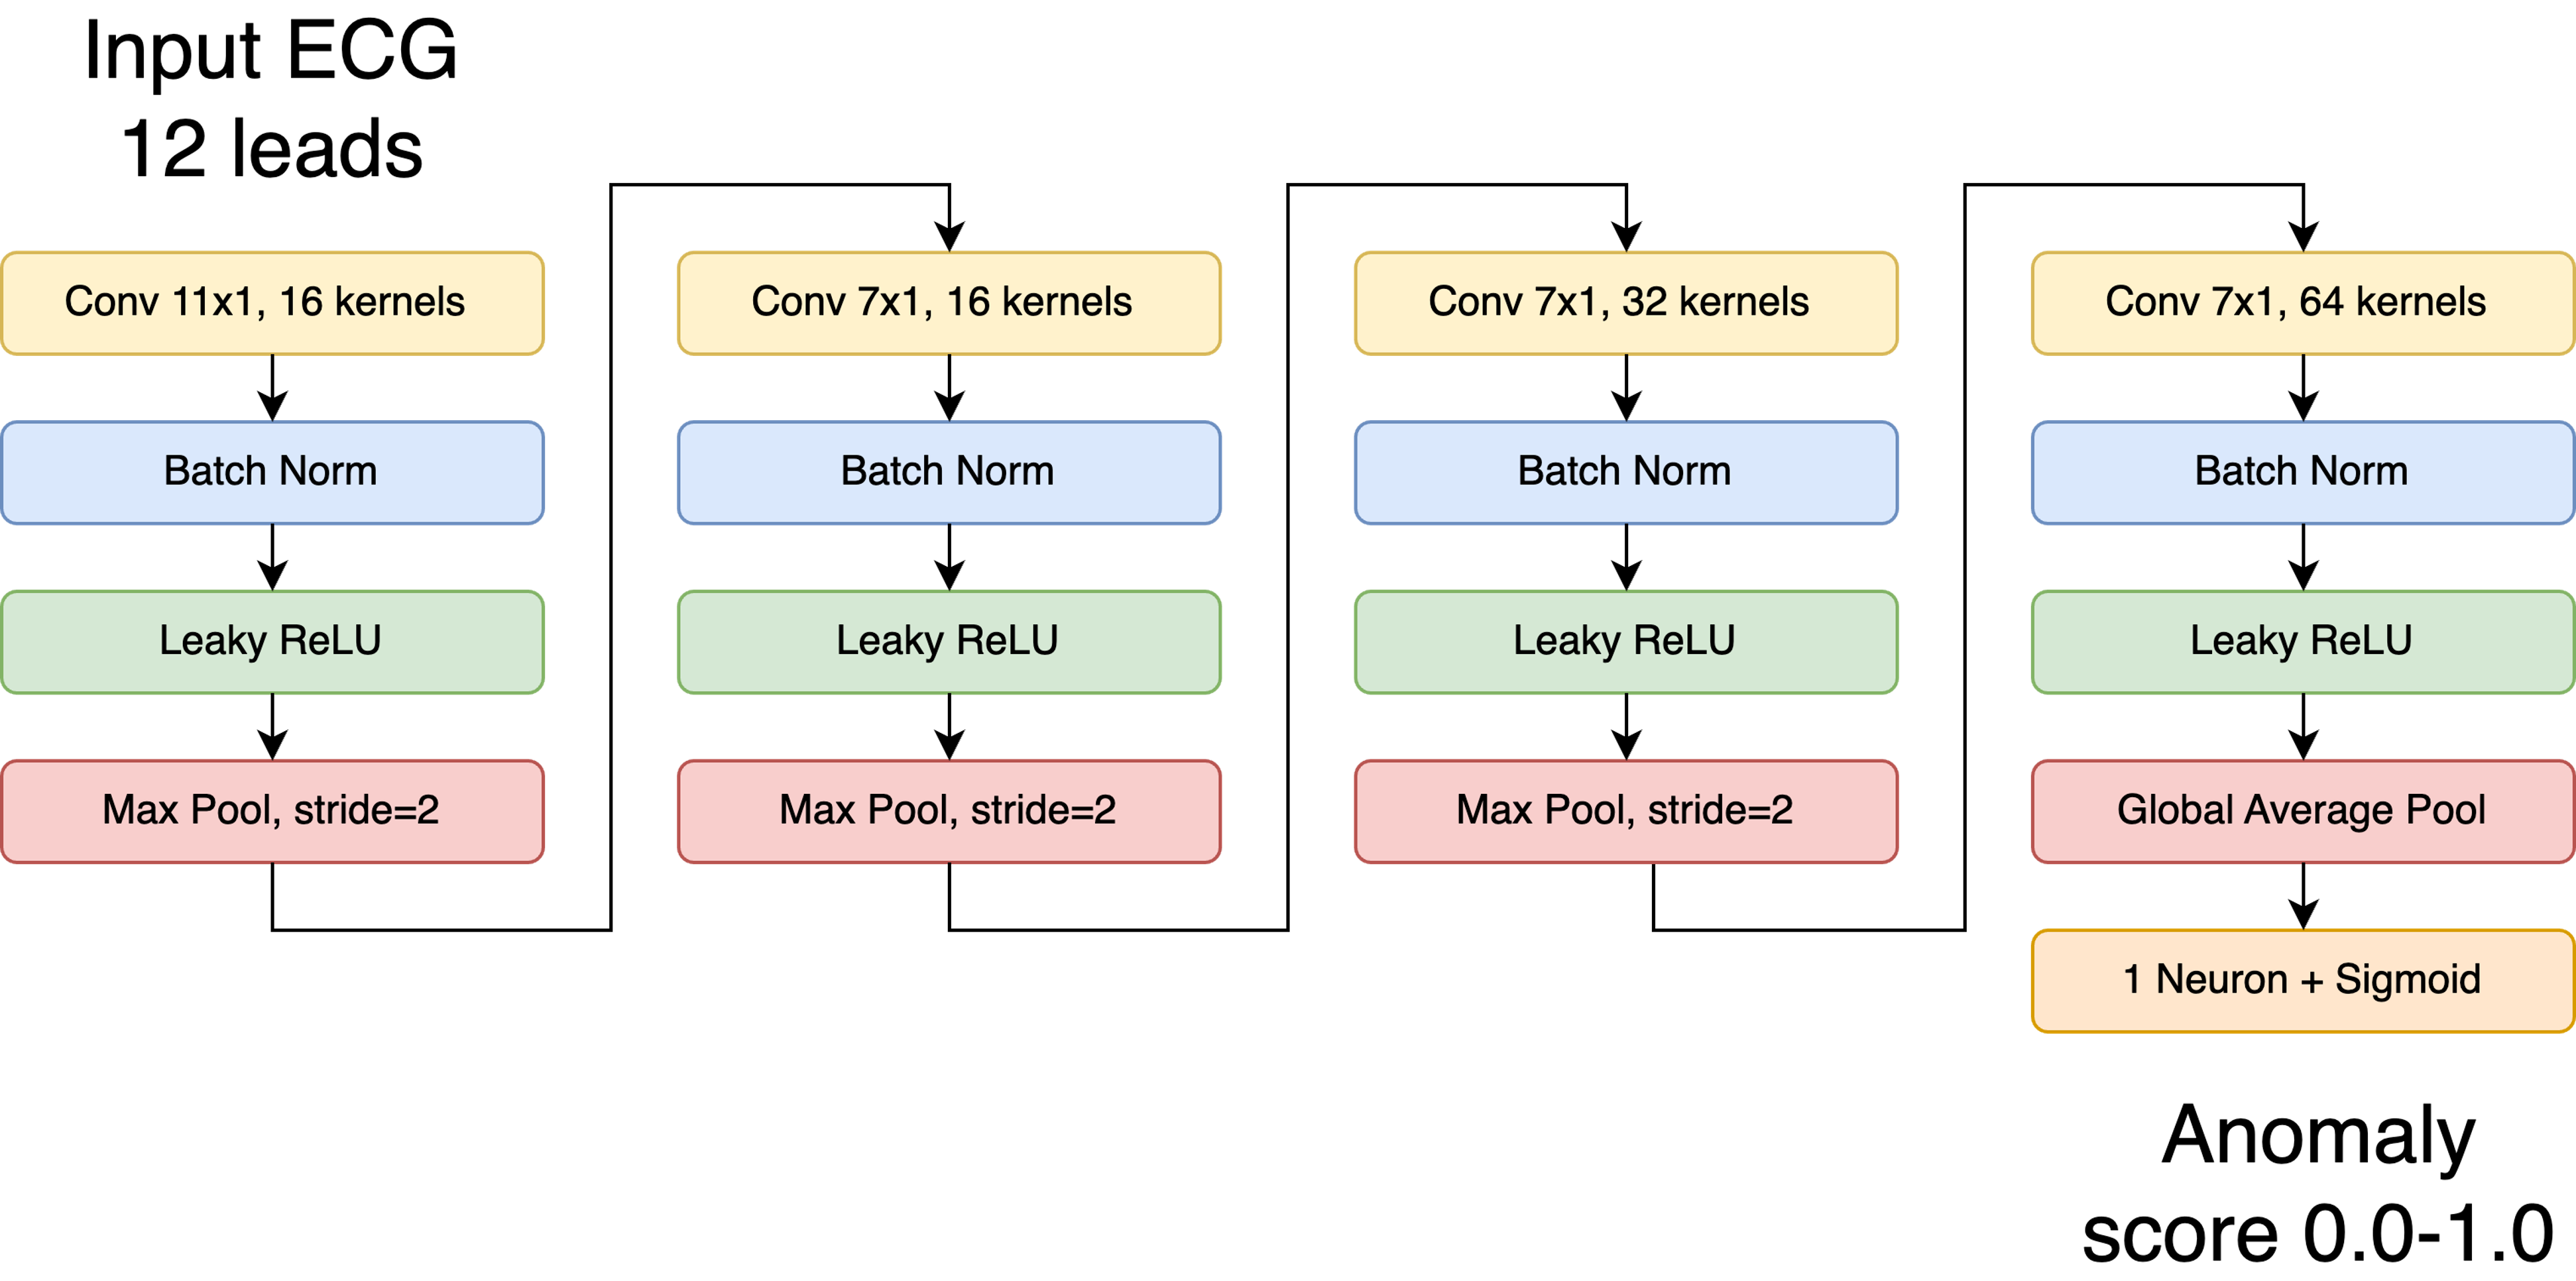 Input ECG
12 leads
Conv 11x1, 16 kernels
Batch Norm
Leaky ReLU
Max Pool, stride=2
Conv 7x1, 16 kernels
Batch Norm
Leaky ReLU
Max Pool, stride=2
Conv 7x1, 32 kernels
Batch Norm
Leaky ReLU
Max Pool, stride=2
Conv 7x1, 64 kernels
Batch Norm
Leaky ReLU
Global Average Pool
1 Neuron + Sigmoid
Anomaly
score 0.0-1.0